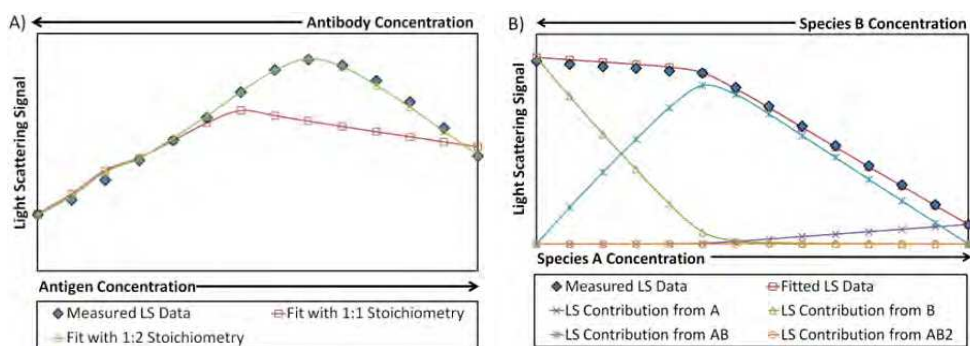 A)
Antibody Concentration
Light Scattering Signal
Antigen Concentration
Measured LS Data
Fit with 1:1 Stoichiometry
Fit with 1:2 Stoichiometry
B)
Species B Concentration
Light Scattering Signal
Species A Concentration
Measured LS Data
Fitted LS Data
LS Contribution from A
LS Contribution from B
LS Contribution from AB
LS Contribution from AB2